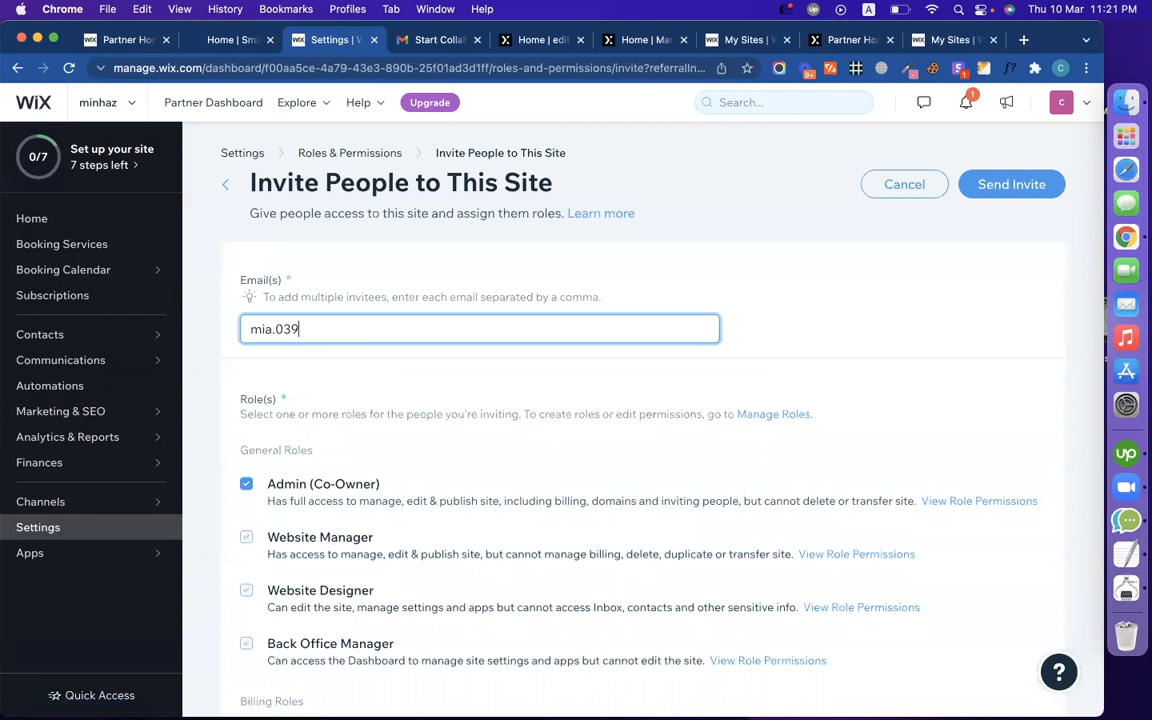 Chrome File Edit View History Bookmarks Profiles Tab Window Help
A Thu 10 Mar 11:21 PM
WiX Partner Ho Home | Sma WiX Settings | W Start Colla Home | edi Home | Ma WiX My Sites | Partner Ho WiX My Sites |
manage.wix.com/dashboard/f00aa5ce-4a79-43e3-890b-25f01ad3d1ff/roles-and-permissions/invite?referralIn... 9+ 1 f? C
WiX minhaz Partner Dashboard Explore Help Upgrade Search... 1 C
0/7
Set up your site
7 steps left
Home
Booking Services
Booking Calendar
Subscriptions
Contacts
Communications
Automations
Marketing & SEO
Analytics & Reports
Finances
Channels
Settings
Apps
Quick Access
Settings Roles & Permissions Invite People to This Site
Invite People to This Site
Cancel Send Invite
Give people access to this site and assign them roles. Learn more
Email(s) *
To add multiple invitees, enter each email separated by a comma.
mia.039
Role(s) *
Select one or more roles for the people you're inviting. To create roles or edit permissions, go to Manage Roles.
General Roles
Admin (Co-Owner)
Has full access to manage, edit & publish site, including billing, domains and inviting people, but cannot delete or transfer site. View Role Permissions
Website Manager
Has access to manage, edit & publish site, but cannot manage billing, delete, duplicate or transfer site. View Role Permissions
Website Designer
Can edit the site, manage settings and apps but cannot access Inbox, contacts and other sensitive info. View Role Permissions
Back Office Manager
Can access the Dashboard to manage site settings and apps but cannot edit the site. View Role Permissions
Billing Roles
?
up